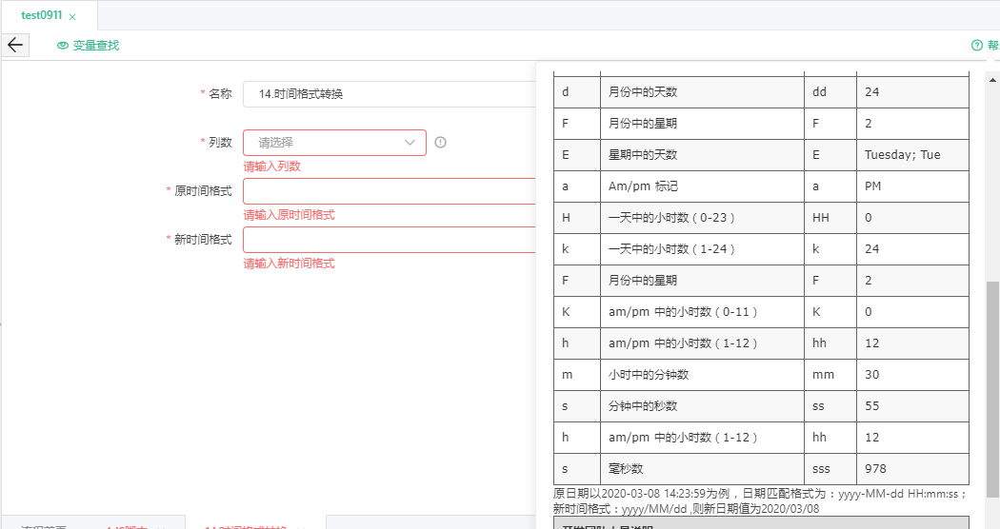 test0911 ×
变量查找
帮
* 名称 14.时间格式转换
* 列数 请选择
请输入列数
* 原时间格式
请输入原时间格式
* 新时间格式
请输入新时间格式
d 月份中的天数 dd 24
F 月份中的星期 F 2
E 星期中的天数 E Tuesday; Tue
a Am/pm 标记 a PM
H 一天中的小时数（0-23） HH 0
k 一天中的小时数（1-24） k 24
F 月份中的星期 F 2
K am/pm 中的小时数（0-11） K 0
h am/pm 中的小时数（1-12） hh 12
m 小时中的分钟数 mm 30
s 分钟中的秒数 ss 55
h am/pm 中的小时数（1-12） hh 12
s 毫秒数 sss 978
原日期以2020-03-08 14:23:59为例，日期匹配格式为：yyyy-MM-dd HH:mm:ss；
新时间格式：yyyy/MM/dd ,则新日期值为2020/03/08
14.时间格式转换